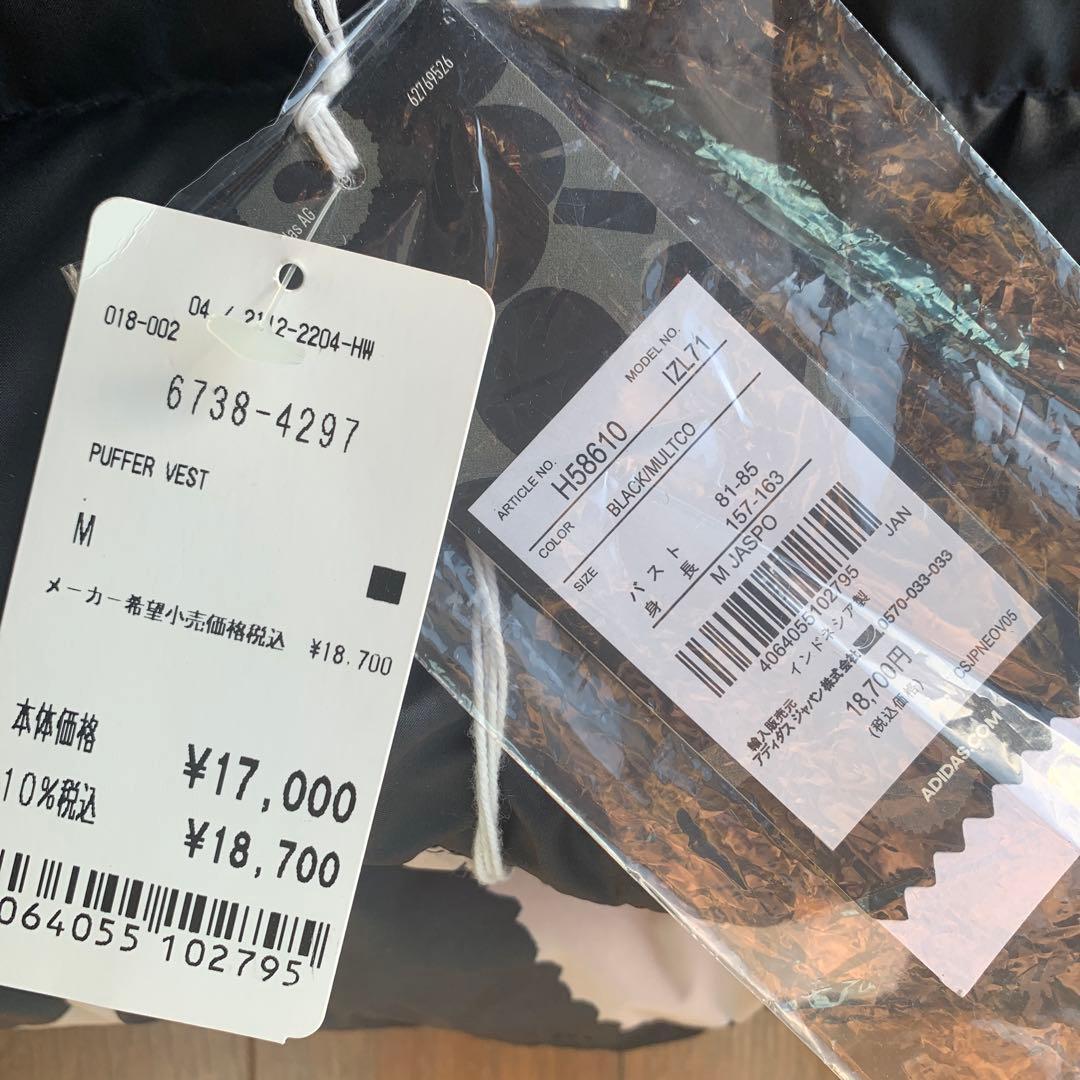 62769526
das AG
04
018-002
2112-2204-HW
6738-4297
PUFFER VEST
M
メーカー希望小売価格税込 ¥18,700
本体価格 ¥17,000
10%税込 ¥18,700
064055 102795
MODEL NO.
IZL71
ARTICLE NO.
H58610
COLOR
BLACK/MULTCO
SIZE
バスト 81-85
身長 157-163
M JASPO
4064055102795
JAN
インドネシア製
輸入販売元
アディダス ジャパン株式会社
0570-033-033
18,700円
(税込価格)
CSJPNEOV05
ADIDAS.COM